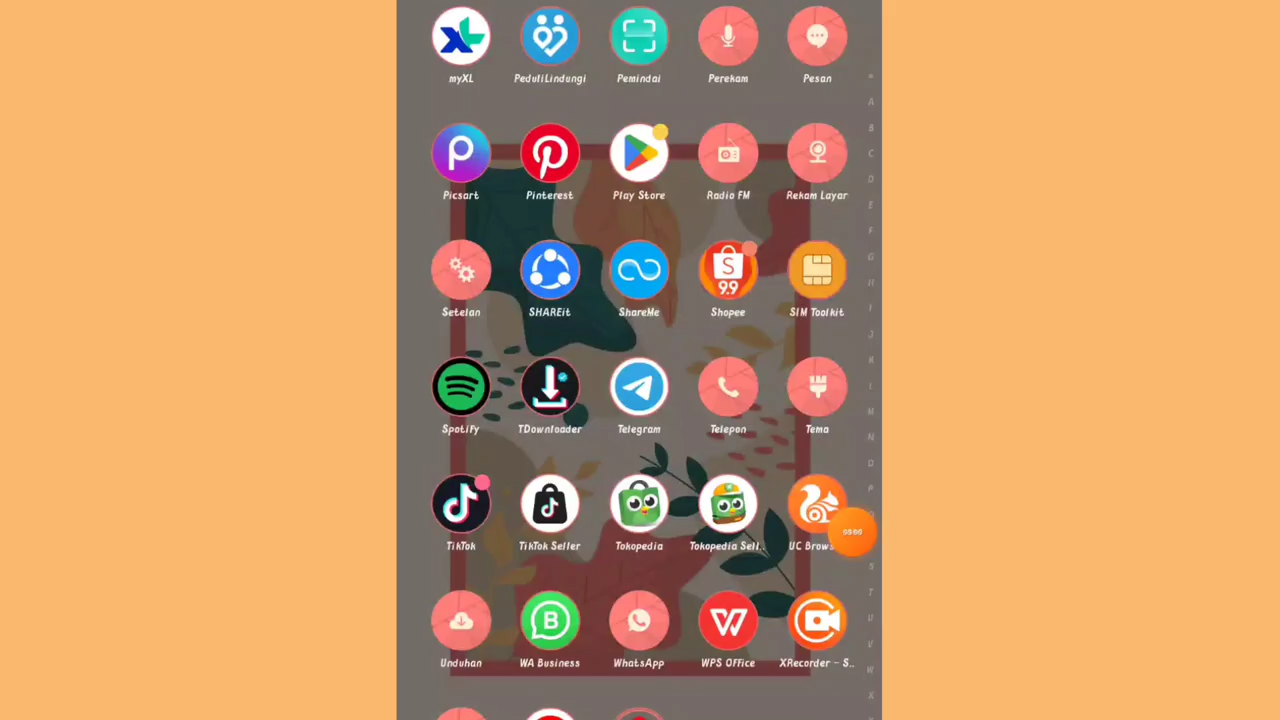 myXL PeduliLindungi Pemindai Perekam Pesan
Picsart Pinterest Play Store Radio FM Rekam Layar
S
9.9
Setelan SHAREit ShareMe Shopee SIM Toolkit
Spotify TDownloader Telegram Telepon Tema
TikTok TikTok Seller Tokopedia Tokopedia Sell..
UC Brows
B
Unduhan WA Business WhatsApp WPS Office XRecorder - S..
A
B
C
D
E
F
G
H
I
J
K
L
M
N
O
P
S
T
U
V
W
X